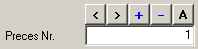 < > + − A
Preces Nr. 1